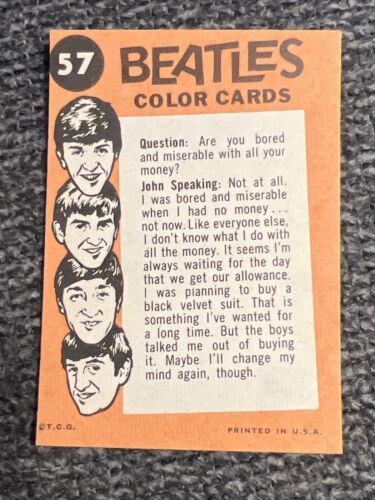 57
BEATLES
COLOR CARDS
Question: Are you bored
and miserable with all your
money?
John Speaking: Not at all.
I was bored and miserable
when I had no money ...
not now. Like everyone else,
I don't know what I do with
all the money. It seems I'm
always waiting for the day
that we get our allowance.
I was planning to buy a
black velvet suit. That is
something I've wanted for
a long time. But the boys
talked me out of buying
it. Maybe I'll change my
mind again, though.
©T.C.G.
PRINTED IN U.S.A.